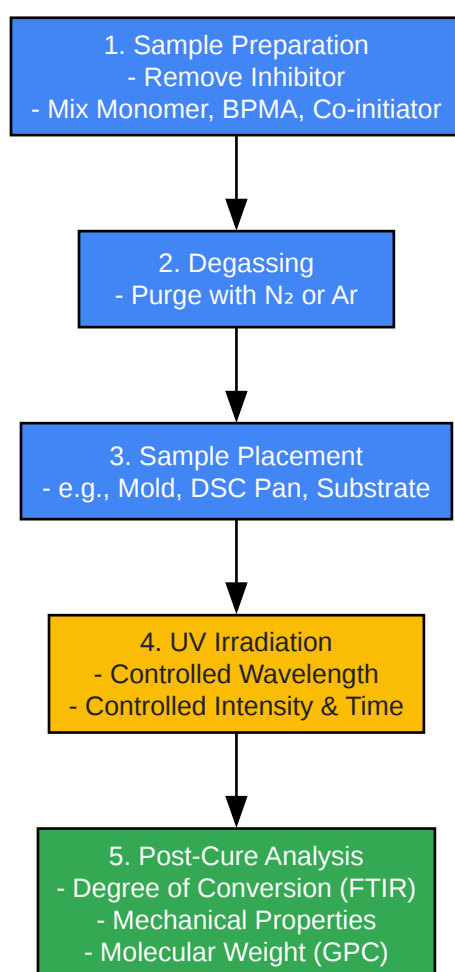 1. Sample Preparation
- Remove Inhibitor
- Mix Monomer, BPMA, Co-initiator
2. Degassing
- Purge with N₂ or Ar
3. Sample Placement
- e.g., Mold, DSC Pan, Substrate
4. UV Irradiation
- Controlled Wavelength
- Controlled Intensity & Time
5. Post-Cure Analysis
- Degree of Conversion (FTIR)
- Mechanical Properties
- Molecular Weight (GPC)